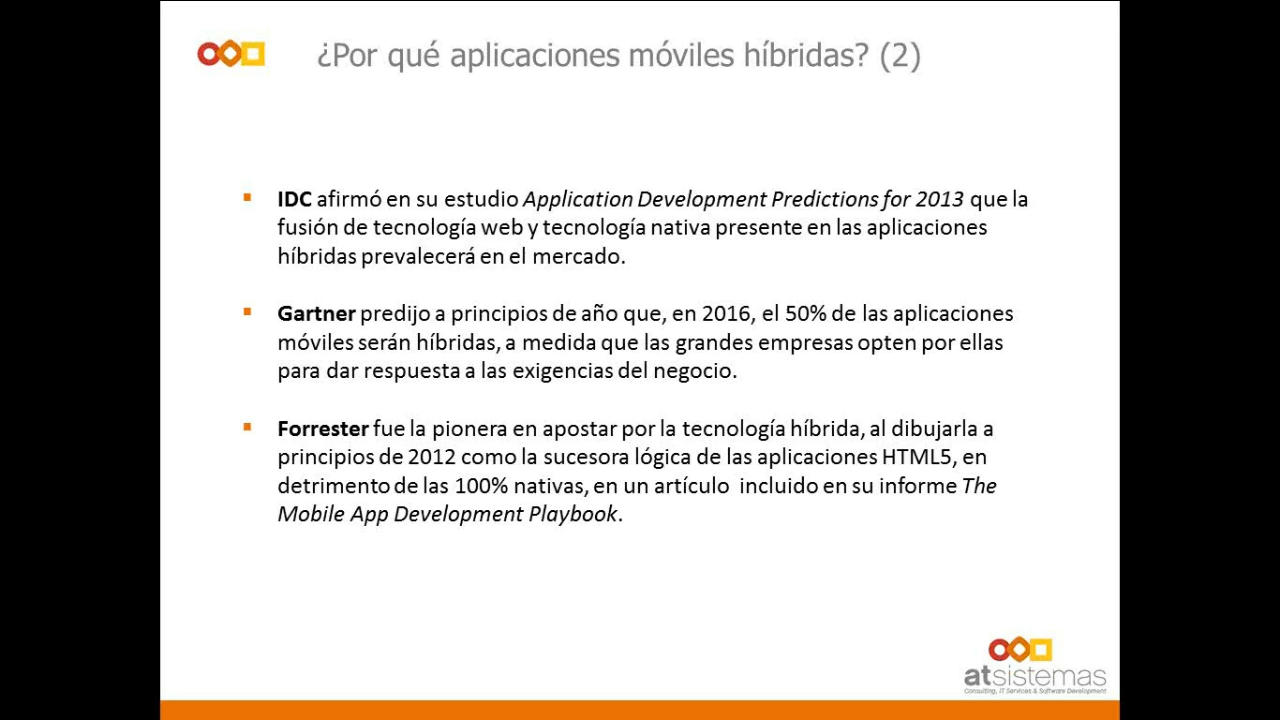 ¿Por qué aplicaciones móviles híbridas? (2)
▪ IDC afirmó en su estudio Application Development Predictions for 2013 que la
fusión de tecnología web y tecnología nativa presente en las aplicaciones
híbridas prevalecerá en el mercado.
▪ Gartner predijo a principios de año que, en 2016, el 50% de las aplicaciones
móviles serán híbridas, a medida que las grandes empresas opten por ellas
para dar respuesta a las exigencias del negocio.
▪ Forrester fue la pionera en apostar por la tecnología híbrida, al dibujarla a
principios de 2012 como la sucesora lógica de las aplicaciones HTML5, en
detrimento de las 100% nativas, en un artículo  incluido en su informe The
Mobile App Development Playbook.
atsistemas
Consulting, IT Services & Software Development